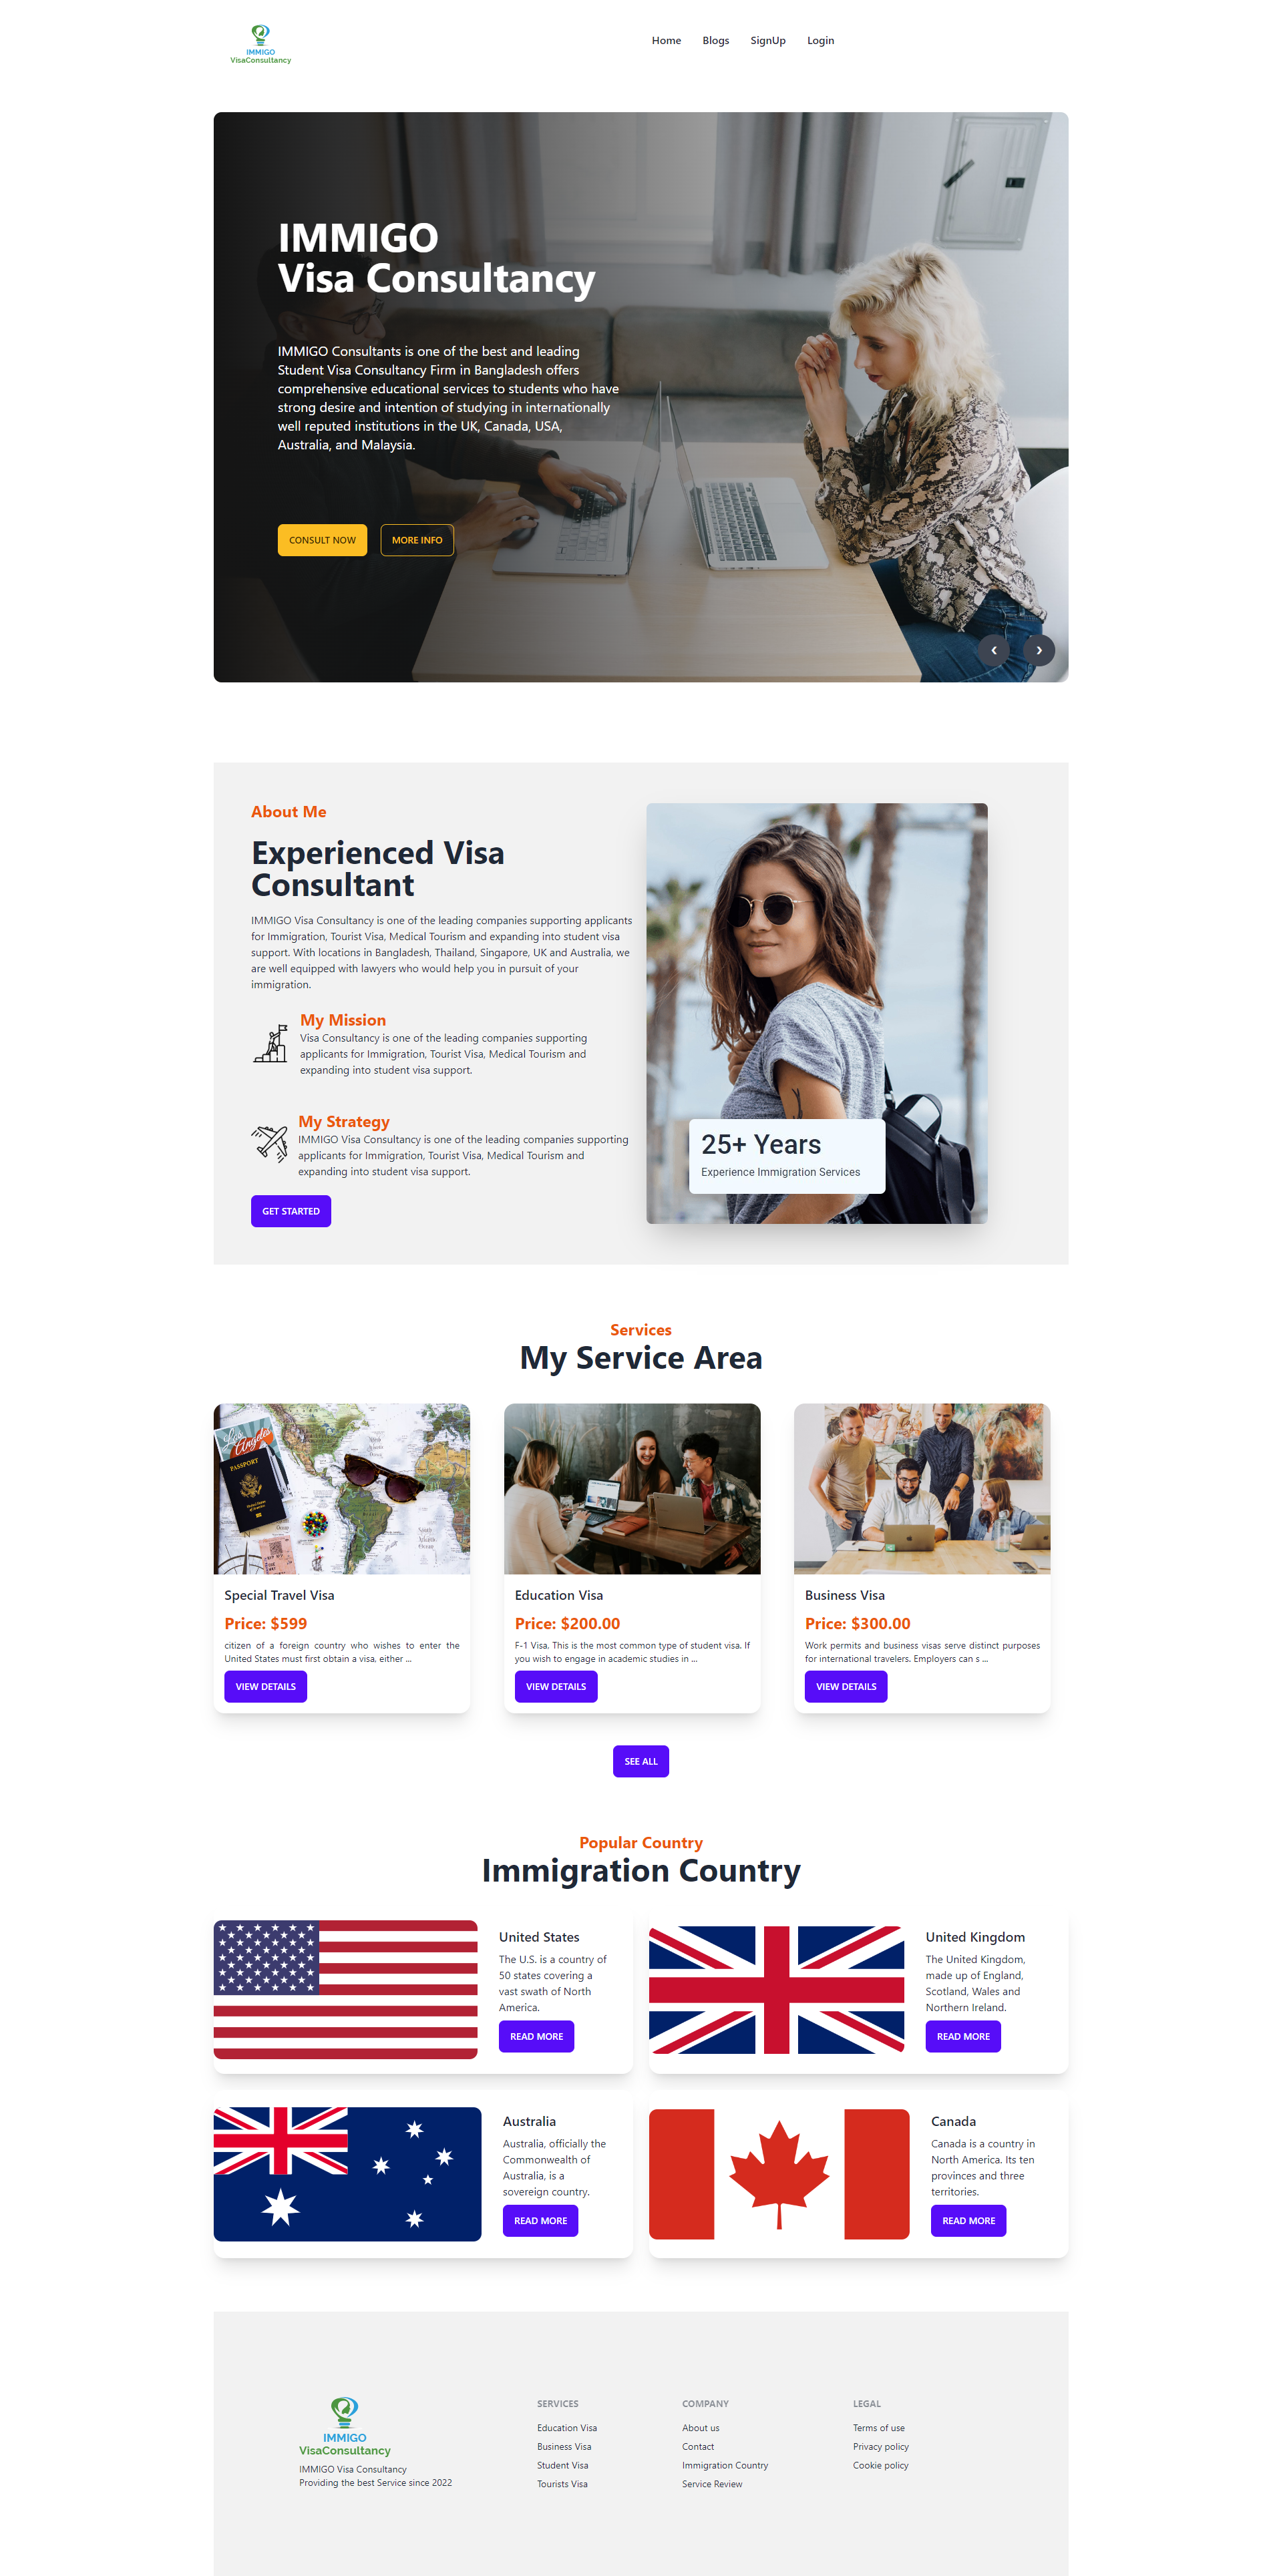 IMMIGO
VisaConsultancy
Home Blogs SignUp Login
IMMIGO
Visa Consultancy
IMMIGO Consultants is one of the best and leading
Student Visa Consultancy Firm in Bangladesh offers
comprehensive educational services to students who have
strong desire and intention of studying in internationally
well reputed institutions in the UK, Canada, USA,
Australia, and Malaysia.
CONSULT NOW MORE INFO
‹ ›
About Me
Experienced Visa
Consultant
IMMIGO Visa Consultancy is one of the leading companies supporting applicants
for Immigration, Tourist Visa, Medical Tourism and expanding into student visa
support. With locations in Bangladesh, Thailand, Singapore, UK and Australia, we
are well equipped with lawyers who would help you in pursuit of your
immigration.
My Mission
Visa Consultancy is one of the leading companies supporting
applicants for Immigration, Tourist Visa, Medical Tourism and
expanding into student visa support.
My Strategy
IMMIGO Visa Consultancy is one of the leading companies supporting
applicants for Immigration, Tourist Visa, Medical Tourism and
expanding into student visa support.
GET STARTED
25+ Years
Experience Immigration Services
Services
My Service Area
Los
Angeles
PASSPORT
Special Travel Visa
Price: $599
citizen of a foreign country who wishes to enter the
United States must first obtain a visa, either ...
VIEW DETAILS
Education Visa
Price: $200.00
F-1 Visa. This is the most common type of student visa. If
you wish to engage in academic studies in ...
VIEW DETAILS
Business Visa
Price: $300.00
Work permits and business visas serve distinct purposes
for international travelers. Employers can s ...
VIEW DETAILS
SEE ALL
Popular Country
Immigration Country
United States
The U.S. is a country of
50 states covering a
vast swath of North
America.
READ MORE
United Kingdom
The United Kingdom,
made up of England,
Scotland, Wales and
Northern Ireland.
READ MORE
Australia
Australia, officially the
Commonwealth of
Australia, is a
sovereign country.
READ MORE
Canada
Canada is a country in
North America. Its ten
provinces and three
territories.
READ MORE
IMMIGO
VisaConsultancy
IMMIGO Visa Consultancy
Providing the best Service since 2022
SERVICES
Education Visa
Business Visa
Student Visa
Tourists Visa
COMPANY
About us
Contact
Immigration Country
Service Review
LEGAL
Terms of use
Privacy policy
Cookie policy